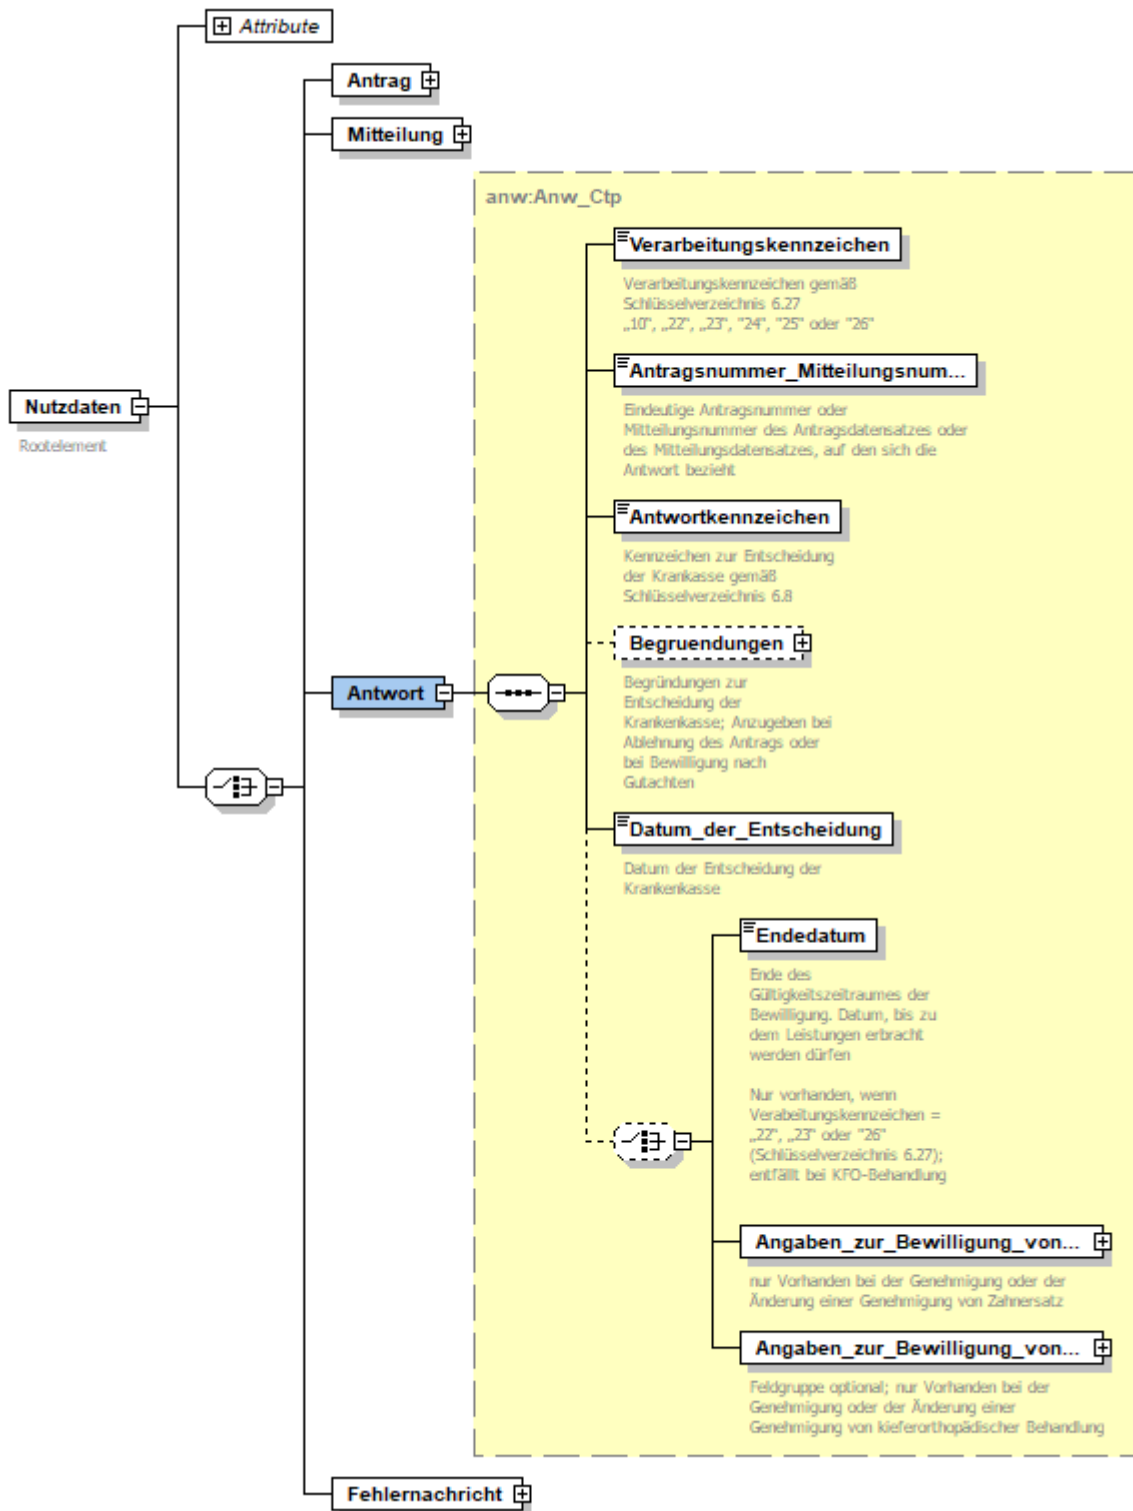 Attribute
Antrag
Mitteilung
anw:Anw_Ctp
Verarbeitungskennzeichen
Verarbeitungskennzeichen gemäß
Schlüsselverzeichnis 6.27
„10“, „22“, „23“, "24", "25" oder "26"
Antragsnummer_Mitteilungsnum...
Eindeutige Antragsnummer oder
Mitteilungsnummer des Antragsdatensatzes oder
des Mitteilungsdatensatzes, auf den sich die
Antwort bezieht
Nutzdaten
Rootelement
Antwortkennzeichen
Kennzeichen zur Entscheidung
der Krankasse gemäß
Schlüsselverzeichnis 6.8
Begruendungen
Begründungen zur
Entscheidung der
Krankenkasse; Anzugeben bei
Ablehnung des Antrags oder
bei Bewilligung nach
Gutachten
Antwort
Datum_der_Entscheidung
Datum der Entscheidung der
Krankenkasse
Endedatum
Ende des
Gültigkeitszeitraumes der
Bewilligung. Datum, bis zu
dem Leistungen erbracht
werden dürfen
Nur vorhanden, wenn
Verabeitungskennzeichen =
„22“, „23“ oder "26"
(Schlüsselverzeichnis 6.27);
entfällt bei KFO-Behandlung
Angaben_zur_Bewilligung_von...
nur Vorhanden bei der Genehmigung oder der
Änderung einer Genehmigung von Zahnersatz
Angaben_zur_Bewilligung_von...
Feldgruppe optional; nur Vorhanden bei der
Genehmigung oder der Änderung einer
Genehmigung von kieferorthopädischer Behandlung
Fehlernachricht